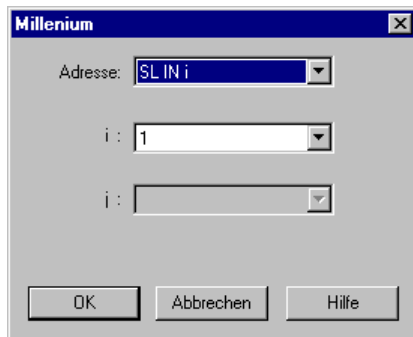 Millenium
Adresse: SL IN i
i : 1
j :
OK Abbrechen Hilfe